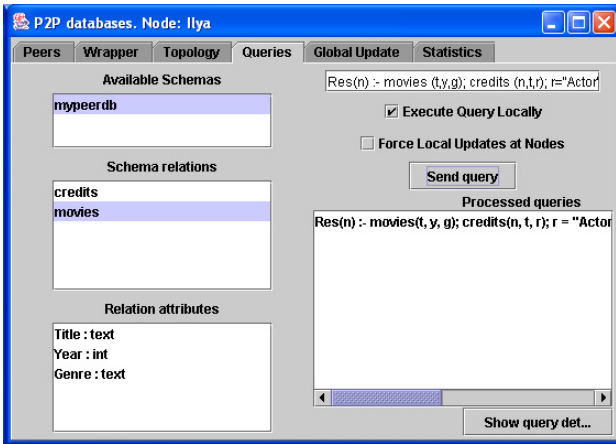 P2P databases. Node: Ilya
Peers Wrapper Topology Queries Global Update Statistics
Available Schemas
mypeerdb
Schema relations
credits
movies
Relation attributes
Title : text
Year : int
Genre : text
Res(n) :- movies (t,y,g); credits (n,t,r); r="Actor
Execute Query Locally
Force Local Updates at Nodes
Send query
Processed queries
Res(n) :- movies(t, y, g); credits(n, t, r); r = "Actor
Show query det...